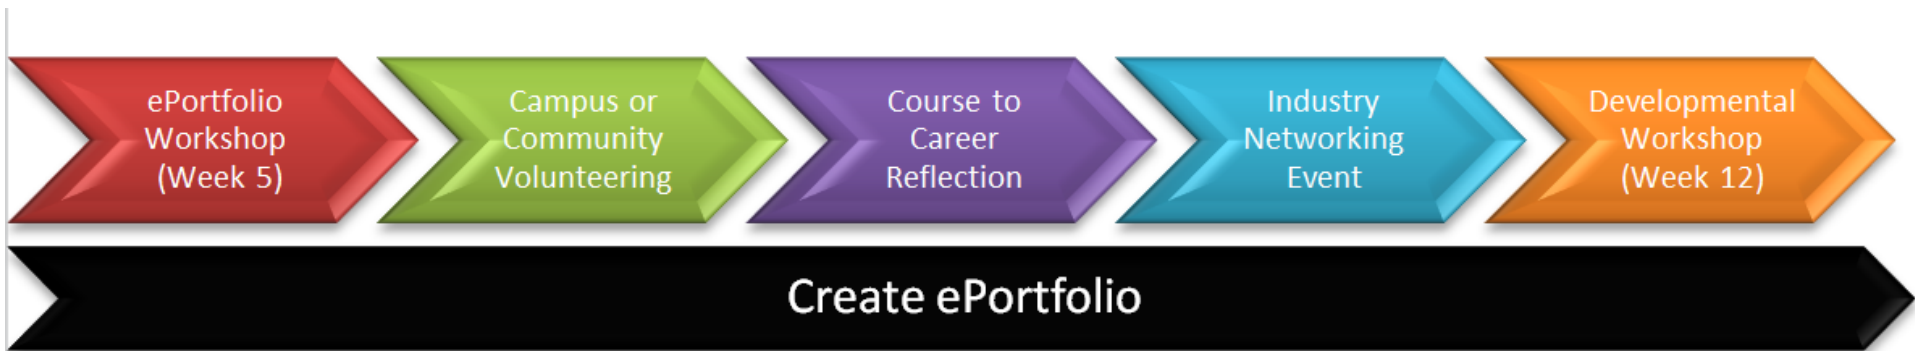 ePortfolio
Workshop
(Week 5)
Campus or
Community
Volunteering
Course to
Career
Reflection
Industry
Networking
Event
Developmental
Workshop
(Week 12)
Create ePortfolio